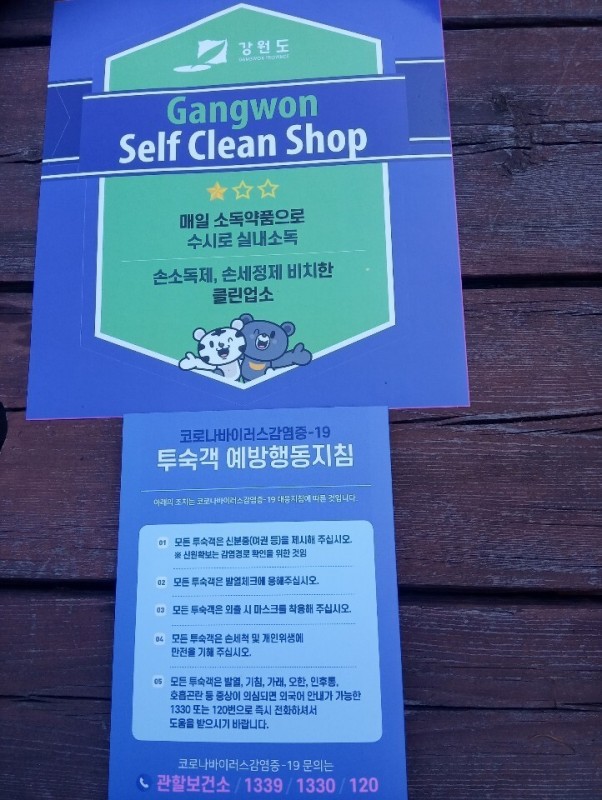 강원도
GANGWON PROVINCE
Gangwon
Self Clean Shop
매일 소독약품으로
수시로 실내소독
손소독제, 손세정제 비치한
클린업소
코로나바이러스감염증-19
투숙객 예방행동지침
아래의 조치는 코로나바이러스감염증-19 대응지침에 따른 것입니다
01 모든 투숙객은 신분증(여권 등)을 제시해 주십시오.
※ 신원확보는 감염경로 확인을 위한 것임
02 모든 투숙객은 발열체크에 응해주십시오.
03 모든 투숙객은 외출 시 마스크를 착용해 주십시오.
04 모든 투숙객은 손세척 및 개인위생에
만전을 기해 주십시오.
05 모든 투숙객은 발열, 기침, 가래, 오한, 인후통,
호흡곤란 등 증상이 의심되면 외국어 안내가 가능한
1330 또는 120번으로 즉시 전화하셔서
도움을 받으시기 바랍니다.
코로나바이러스감염증-19 문의는
관할보건소 / 1339 / 1330 / 120